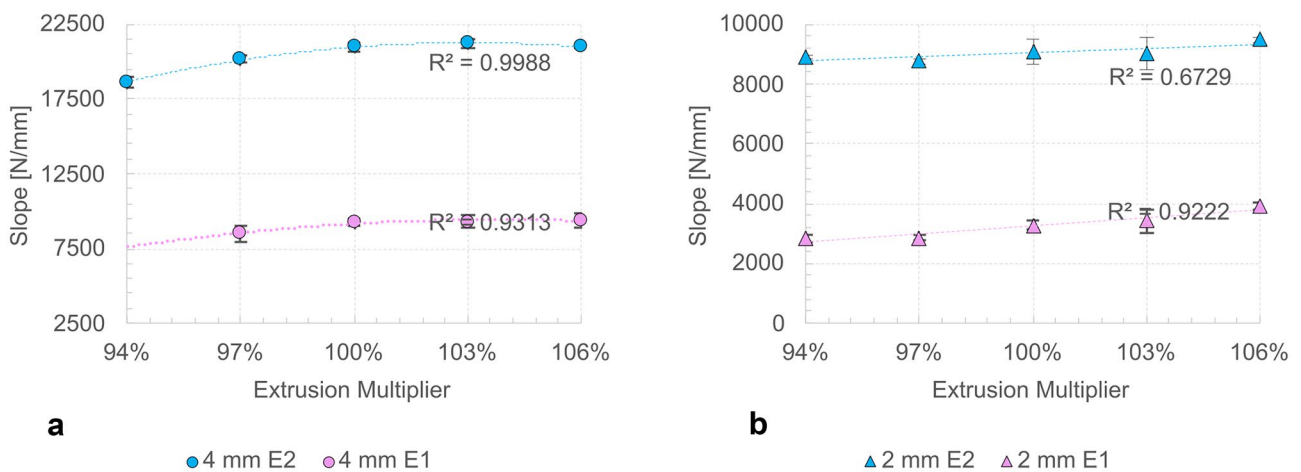 22500
17500
12500
7500
2500
Slope [N/mm]
R² = 0.9988
R² = 0.9313
94% 97% 100% 103% 106%
Extrusion Multiplier
a
4 mm E2 4 mm E1
10000
8000
6000
4000
2000
0
Slope [N/mm]
R² = 0.6729
R² = 0.9222
94% 97% 100% 103% 106%
Extrusion Multiplier
b
2 mm E2 2 mm E1